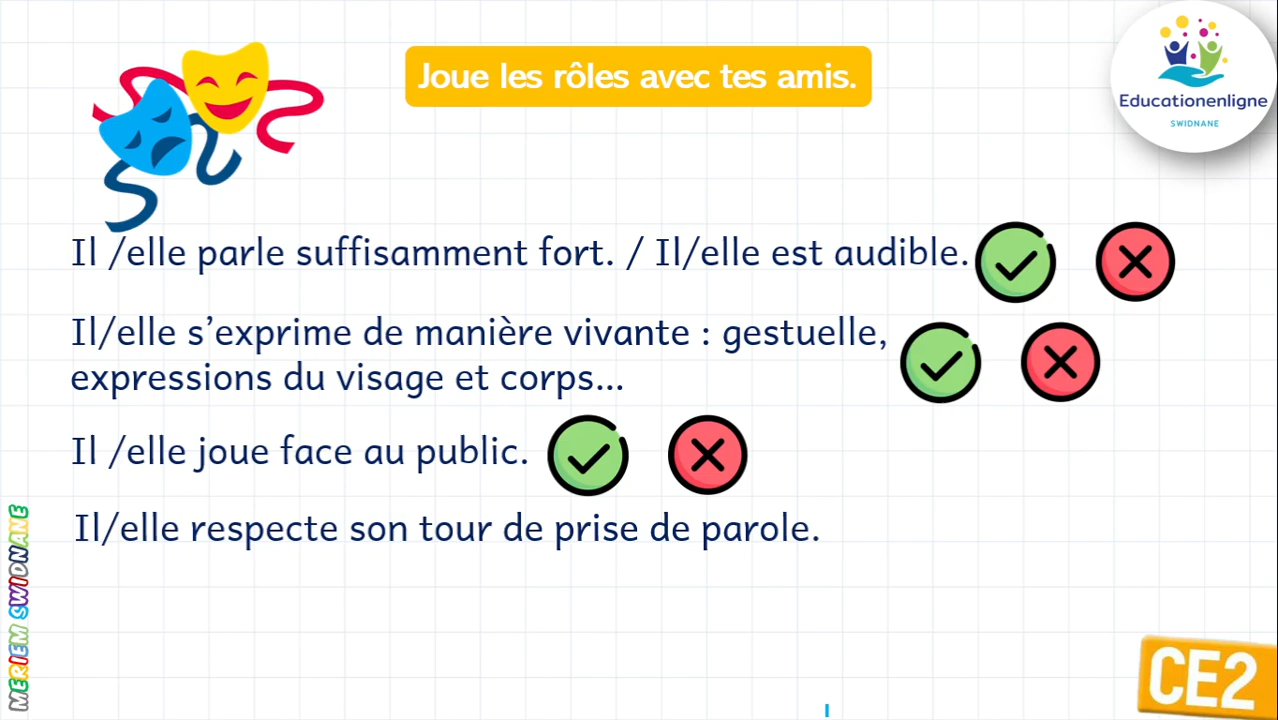 Joue les rôles avec tes amis.
Educationenligne
SWIDNANE
Il /elle parle suffisamment fort. / Il/elle est audible.
Il/elle s’exprime de manière vivante : gestuelle,
expressions du visage et corps...
Il /elle joue face au public.
Il/elle respecte son tour de prise de parole.
MERIEM SWIDNANE
CE2